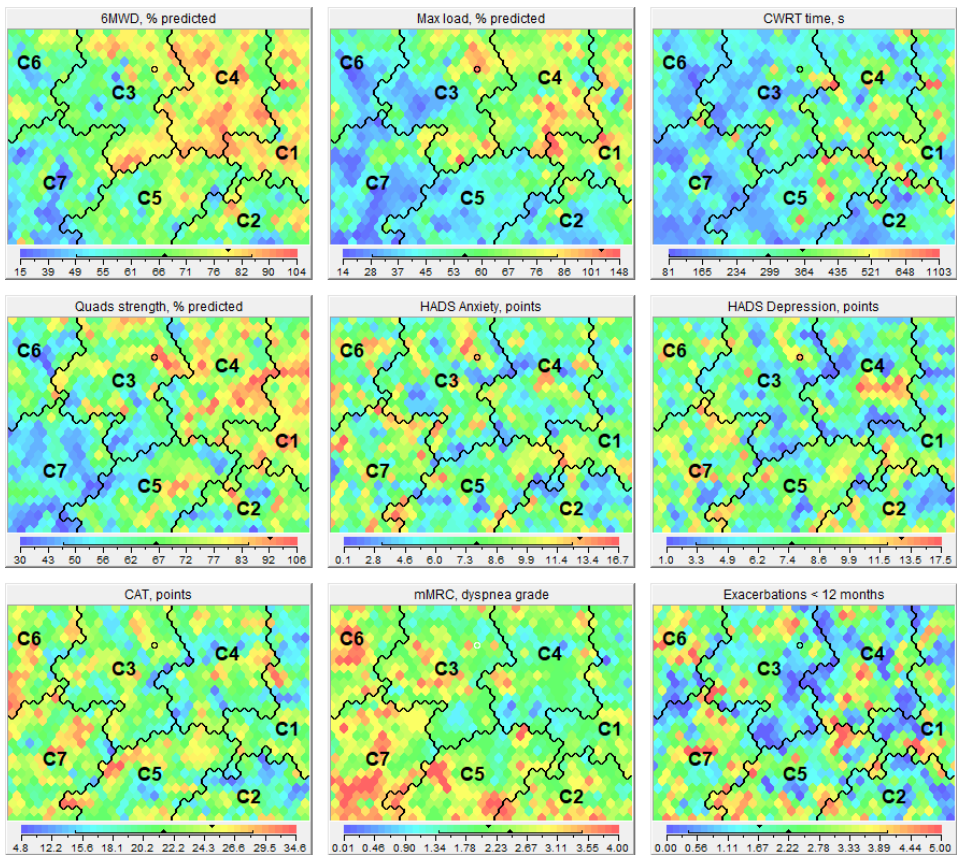 6MWD, % predicted
Max load, % predicted
CWRT time, s
C6 C3 C4 C1 C7 C5 C2
C6 C3 C4 C1 C7 C5 C2
C6 C3 C4 C1 C7 C5 C2
15 39 49 55 61 66 71 77 82 90 104
14 28 37 45 53 60 67 76 86 101 148
81 165 234 299 364 435 521 648 1103
Quads strength, % predicted
HADS Anxiety, points
HADS Depression, points
C6 C3 C4 C1 C7 C5 C2
C6 C3 C4 C1 C7 C5 C2
C6 C3 C4 C1 C7 C5 C2
30 43 50 56 62 67 72 77 83 92 106
0.1 2.8 4.6 6.0 7.4 8.6 9.9 11.4 13.4 16.7
1.0 3.3 4.9 6.2 7.4 8.6 9.9 11.5 13.5 17.5
CAT, points
mMRC, dyspnea grade
Exacerbations < 12 months
C6 C3 C4 C1 C7 C5 C2
C6 C3 C4 C1 C7 C5 C2
C6 C3 C4 C1 C7 C5 C2
4.8 12.2 15.6 18.1 20.2 22.2 24.3 26.6 29.5 34.6
0.01 0.46 0.90 1.34 1.78 2.23 2.67 3.11 3.56 4.00
0.00 0.56 1.11 1.67 2.22 2.78 3.33 3.89 4.44 5.00